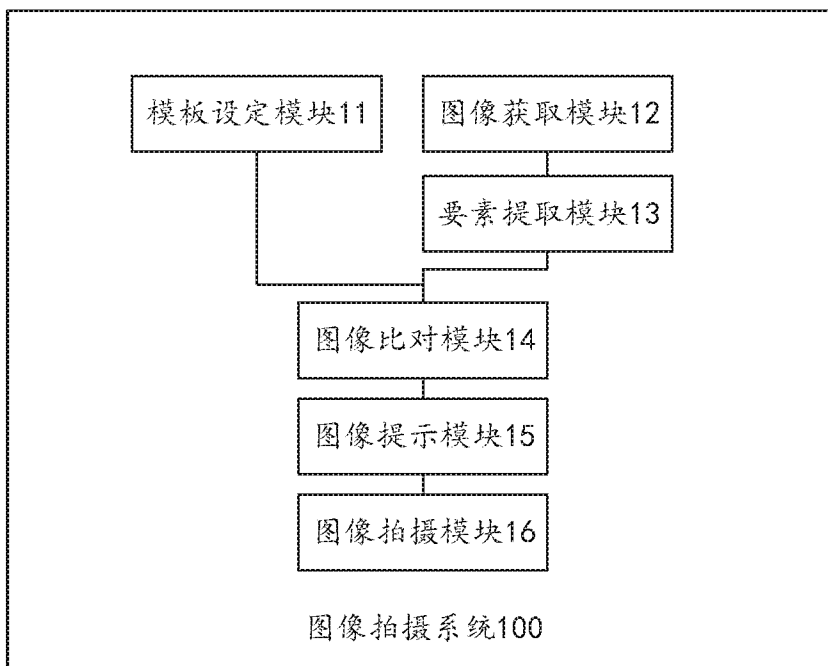 模板设定模块11
图像获取模块12
要素提取模块13
图像比对模块14
图像提示模块15
图像拍摄模块16
图像拍摄系统100